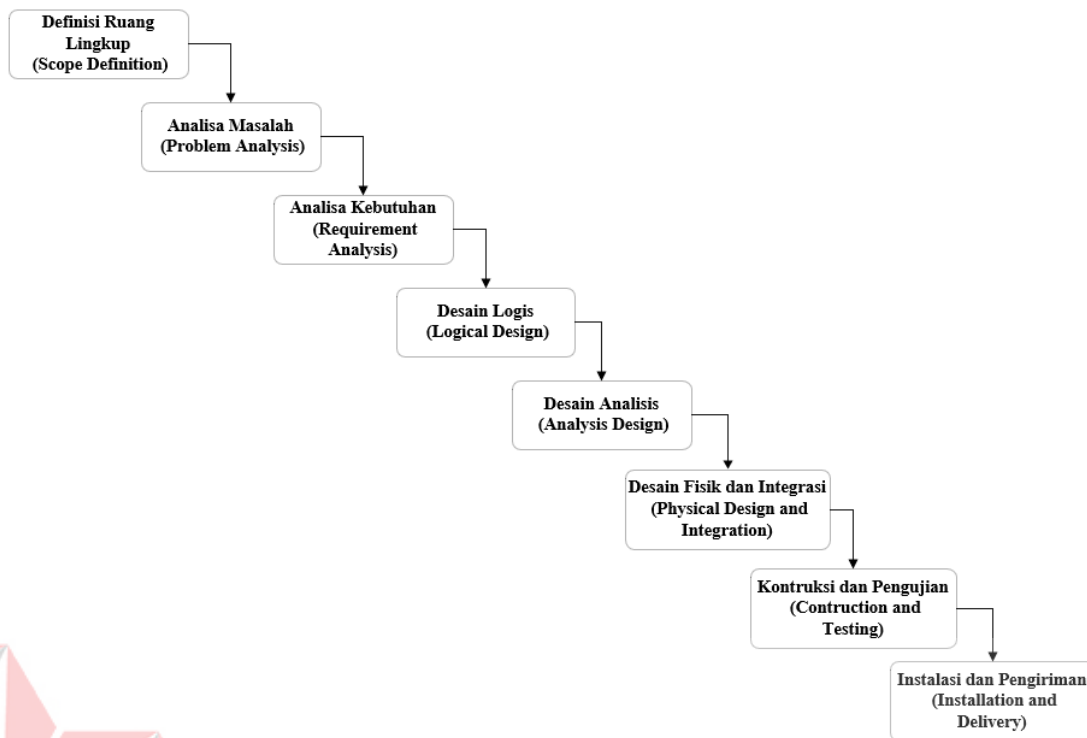 Definisi Ruang
Lingkup
(Scope Definition)
Analisa Masalah
(Problem Analysis)
Analisa Kebutuhan
(Requirement
Analysis)
Desain Logis
(Logical Design)
Desain Analisis
(Analysis Design)
Desain Fisik dan Integrasi
(Physical Design and
Integration)
Kontruksi dan Pengujian
(Contruction and
Testing)
Instalasi dan Pengiriman
(Installation and
Delivery)